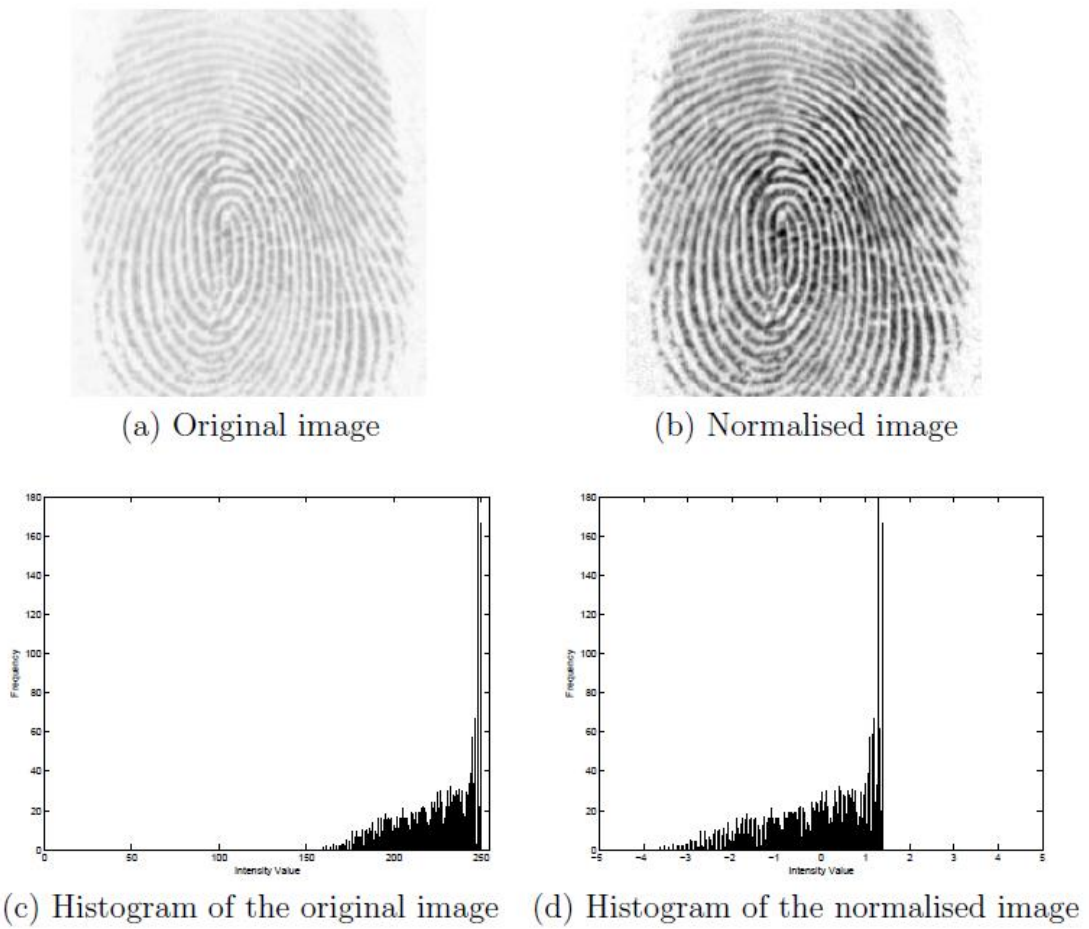 (a) Original image
(b) Normalised image
180
160
140
120
100
80
60
40
20
0
Frequency
0 50 100 150 200 250
Intensity Value
180
160
140
120
100
80
60
40
20
0
Frequency
−5 −4 −3 −2 −1 0 1 2 3 4 5
Intensity Value
(c) Histogram of the original image
(d) Histogram of the normalised image